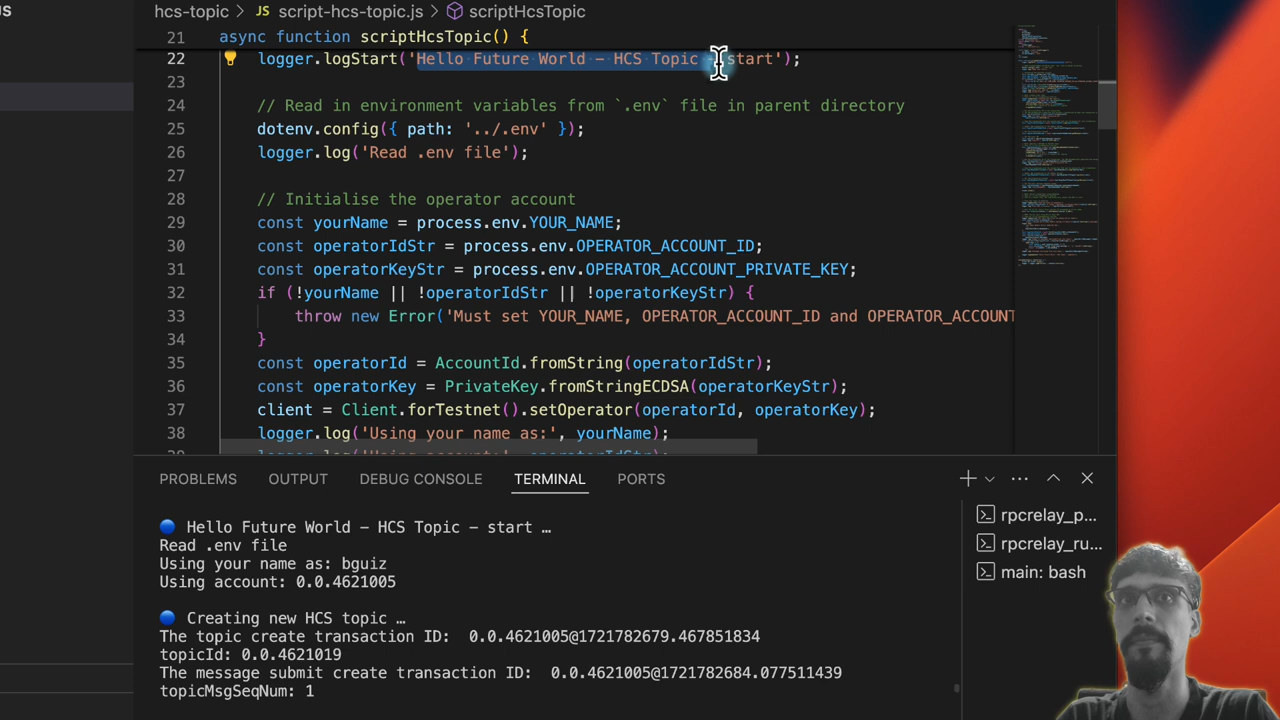 JS
hcs-topic > JS script-hcs-topic.js > scriptHcsTopic
21 async function scriptHcsTopic() {
22 logger.logStart('Hello Future World - HCS Topic - start');
23
24 // Read in environment variables from `.env` file in parent directory
25 dotenv.config({ path: '../.env' });
26 logger.log('Read .env file');
27
28 // Initialise the operator account
29 const yourName = process.env.YOUR_NAME;
30 const operatorIdStr = process.env.OPERATOR_ACCOUNT_ID;
31 const operatorKeyStr = process.env.OPERATOR_ACCOUNT_PRIVATE_KEY;
32 if (!yourName || !operatorIdStr || !operatorKeyStr) {
33 throw new Error('Must set YOUR_NAME, OPERATOR_ACCOUNT_ID and OPERATOR_ACCOUNT
34 }
35 const operatorId = AccountId.fromString(operatorIdStr);
36 const operatorKey = PrivateKey.fromStringECDSA(operatorKeyStr);
37 client = Client.forTestnet().setOperator(operatorId, operatorKey);
38 logger.log('Using your name as:', yourName);
PROBLEMS OUTPUT DEBUG CONSOLE TERMINAL PORTS
Hello Future World - HCS Topic - start …
Read .env file
Using your name as: bguiz
Using account: 0.0.4621005
Creating new HCS topic …
The topic create transaction ID: 0.0.4621005@1721782679.467851834
topicId: 0.0.4621019
The message submit create transaction ID: 0.0.4621005@1721782684.077511439
topicMsgSeqNum: 1
rpcrelay_p...
rpcrelay_ru...
main: bash